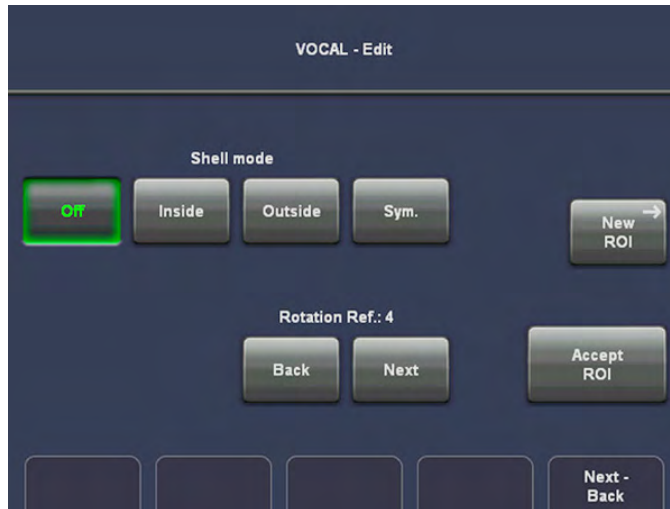 VOCAL - Edit
Shell mode
Off
Inside
Outside
Sym.
New
ROI
Rotation Ref.: 4
Back
Next
Accept
ROI
Next -
Back